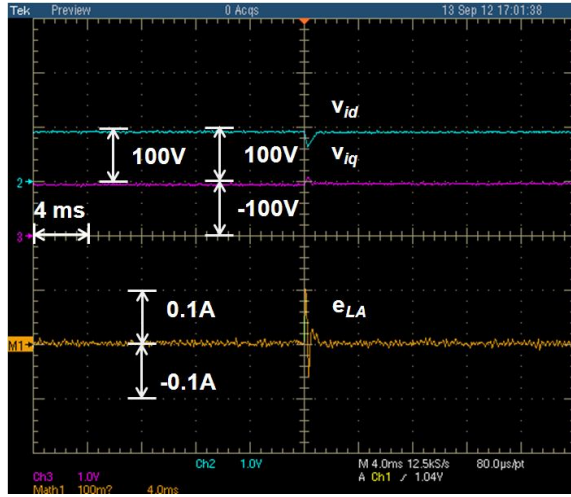 Tek Preview 0 Acqs 13 Sep 12 17:01:38
v_id
100V 100V v_iq
2
4 ms -100V
3
0.1A e_LA
M1
-0.1A
Ch2 1.0V M 4.0ms 12.5kS/s 80.0µs/pt
Ch3 1.0V A Ch1 ∕ 1.04V
Math1 100m? 4.0ms